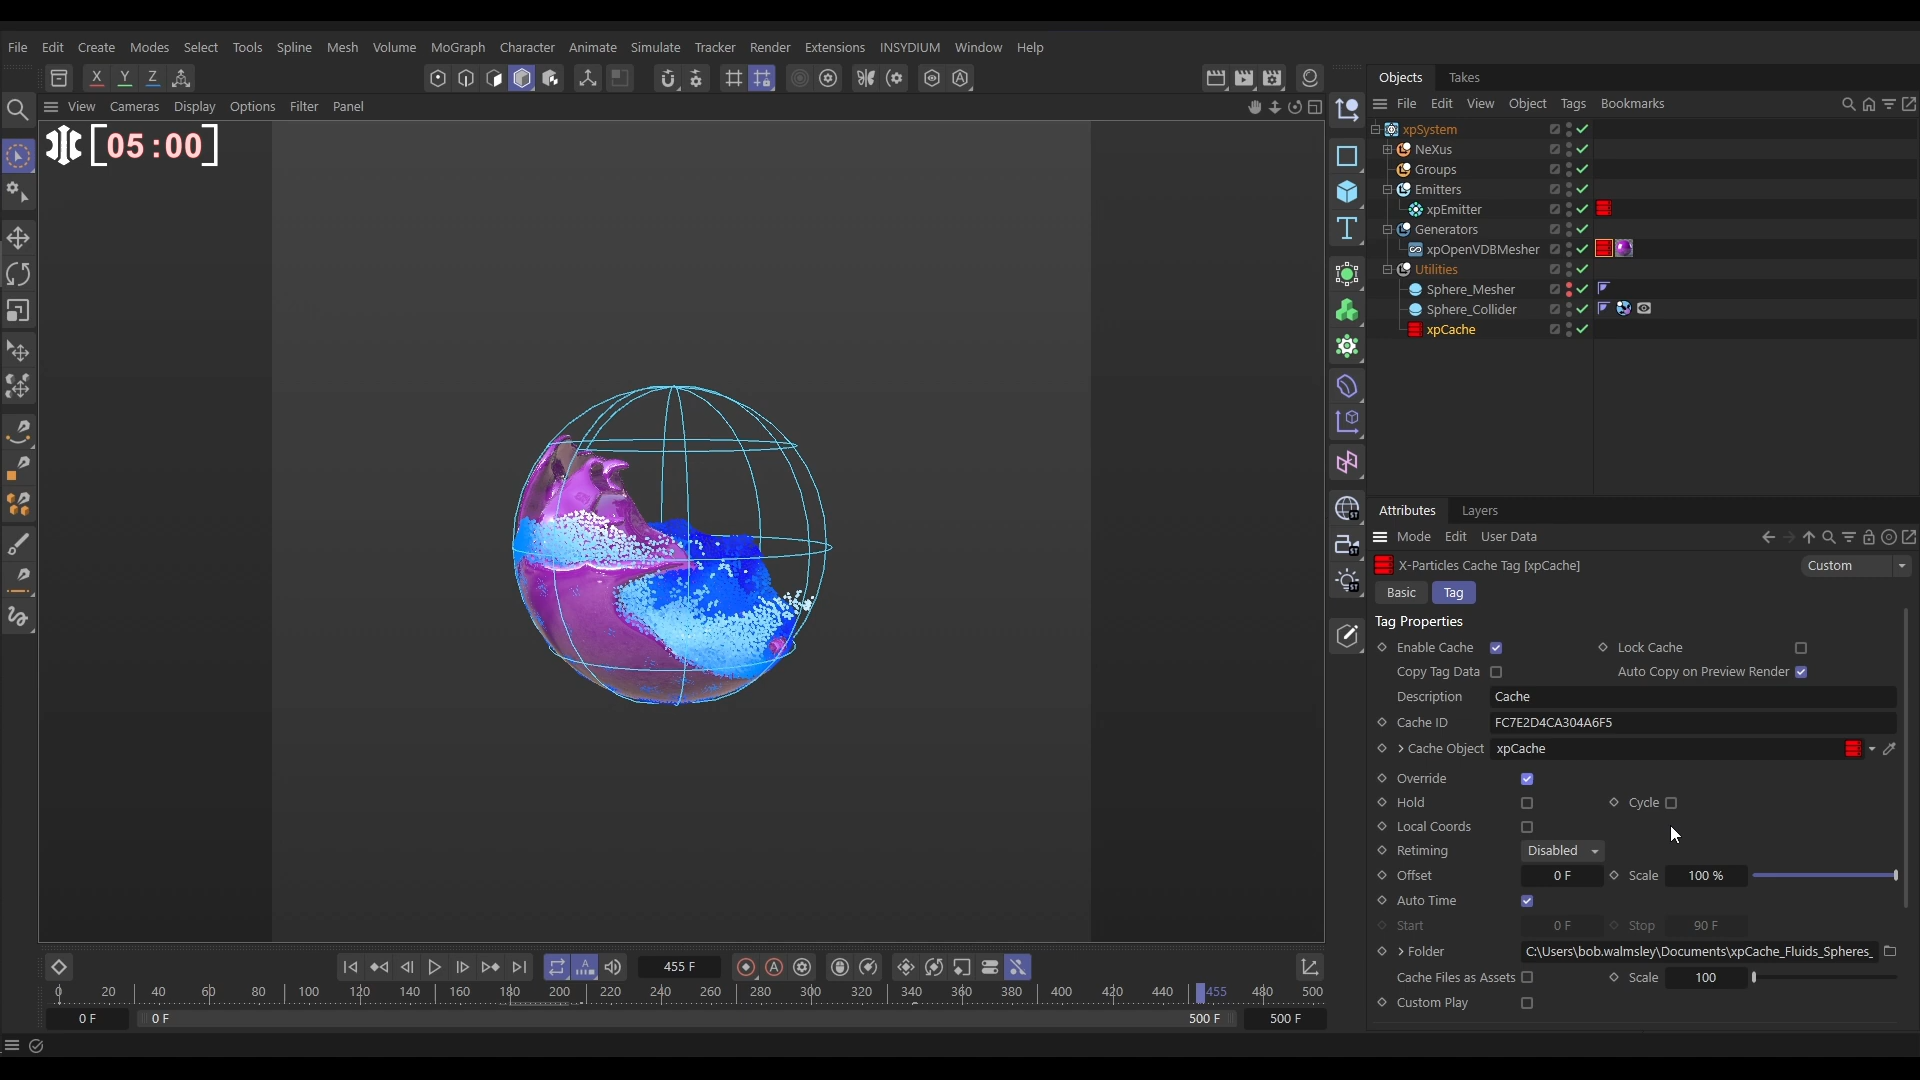 File Edit Create Modes Select Tools Spline Mesh Volume MoGraph Character Animate Simulate Tracker Render Extensions INSYDIUM Window Help
X Y Z
View Cameras Display Options Filter Panel
[05:00]
Objects Takes
File Edit View Object Tags Bookmarks
xpSystem
NeXus
Groups
Emitters
xpEmitter
Generators
xpOpenVDBMesher
Utilities
Sphere_Mesher
Sphere_Collider
xpCache
Attributes Layers
Mode Edit User Data
X-Particles Cache Tag [xpCache] Custom
Basic Tag
Tag Properties
Enable Cache Lock Cache
Copy Tag Data Auto Copy on Preview Render
Description Cache
Cache ID FC7E2D4CA304A6F5
> Cache Object xpCache
Override
Hold Cycle
Local Coords
Retiming Disabled
Offset 0 F Scale 100 %
Auto Time
Start 0 F Stop 90 F
> Folder C:\Users\bob.walmsley\Documents\xpCache_Fluids_Spheres_
Cache Files as Assets Scale 100
Custom Play
455 F
0 20 40 60 80 100 120 140 160 180 200 220 240 260 280 300 320 340 360 380 400 420 440 455 480 500
0 F 0 F 500 F 500 F